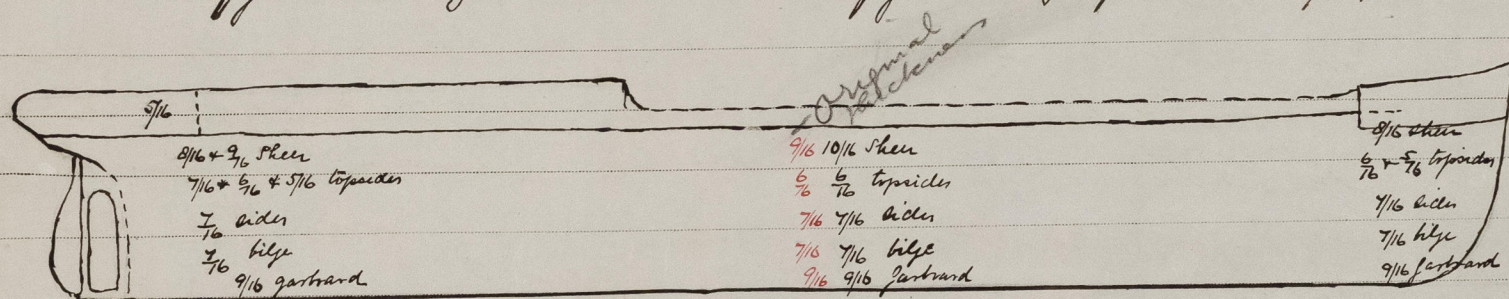 Original
thickness
5/16
8/16 + 9/16 Sheer
7/16 + 6/16 + 5/16 topsides
7/16 sides
7/16 bilge
9/16 garboard
9/16 10/16 Sheer
6/16 6/16 topsides
7/16 7/16 sides
7/16 7/16 bilge
9/16 9/16 garboard
8/16 sheer
6/16 + 5/16 topsides
7/16 sides
7/16 bilge
9/16 garboard